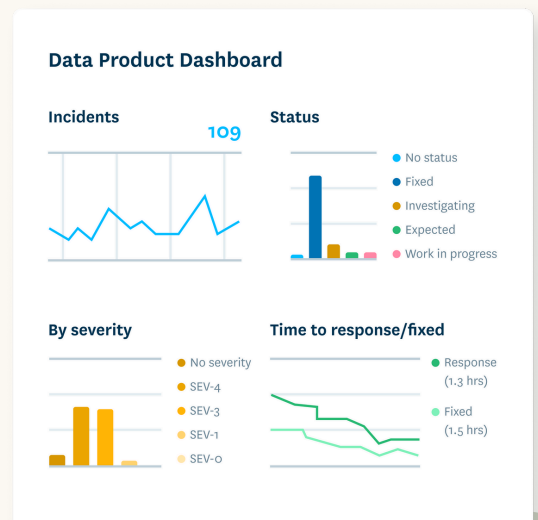 Data Product Dashboard
Incidents
109
Status
No status
Fixed
Investigating
Expected
Work in progress
By severity
No severity
SEV-4
SEV-3
SEV-1
SEV-0
Time to response/fixed
Response
(1.3 hrs)
Fixed
(1.5 hrs)